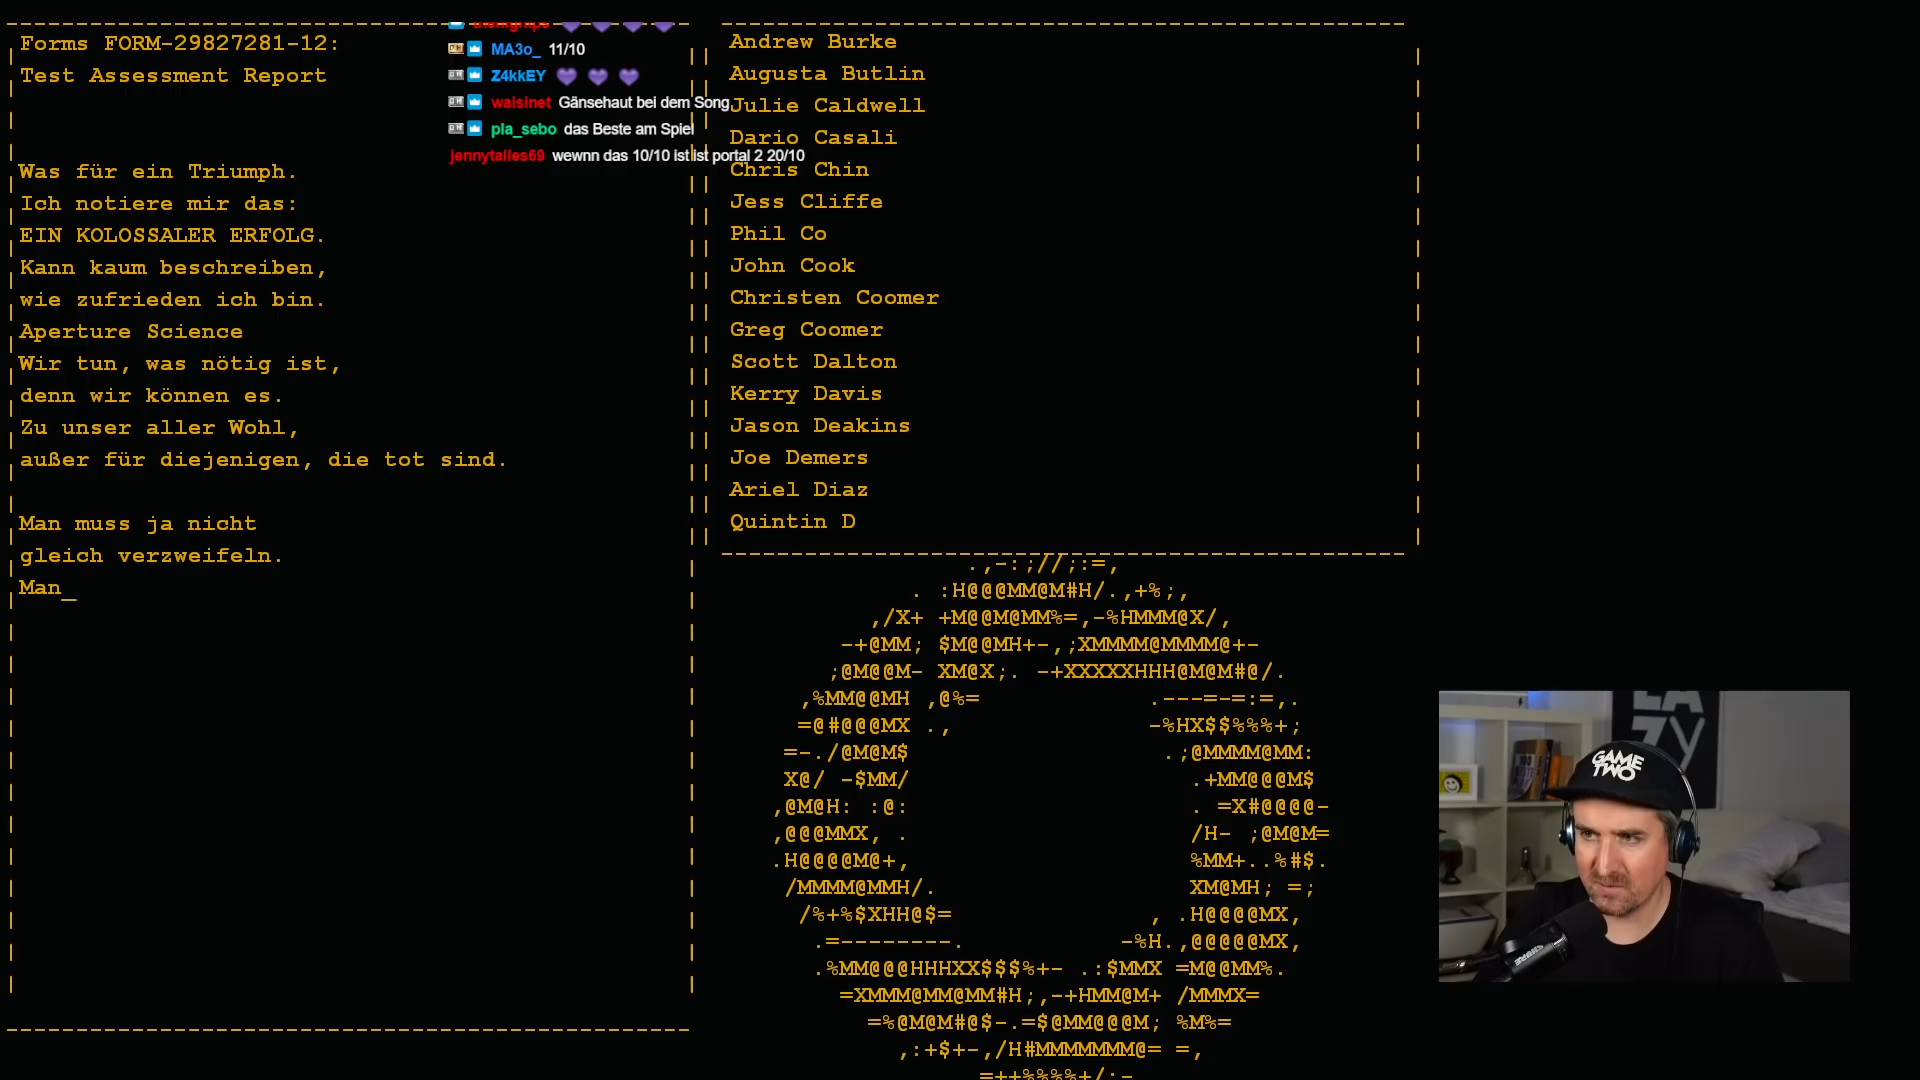 Forms FORM-29827281-12:
Test Assessment Report
Was für ein Triumph.
Ich notiere mir das:
EIN KOLOSSALER ERFOLG.
Kann kaum beschreiben,
wie zufrieden ich bin.
Aperture Science
Wir tun, was nötig ist,
denn wir können es.
Zu unser aller Wohl,
außer für diejenigen, die tot sind.
Man muss ja nicht
gleich verzweifeln.
Man_
MA3o_ 11/10
Z4kkEY
waisinet Gänsehaut bei dem Song
pla_sebo das Beste am Spiel
jennytalles69 wewnn das 10/10 ist ist portal 2 20/10
Andrew Burke
Augusta Butlin
Julie Caldwell
Dario Casali
Chris Chin
Jess Cliffe
Phil Co
John Cook
Christen Coomer
Greg Coomer
Scott Dalton
Kerry Davis
Jason Deakins
Joe Demers
Ariel Diaz
Quintin D
GAME
TWO